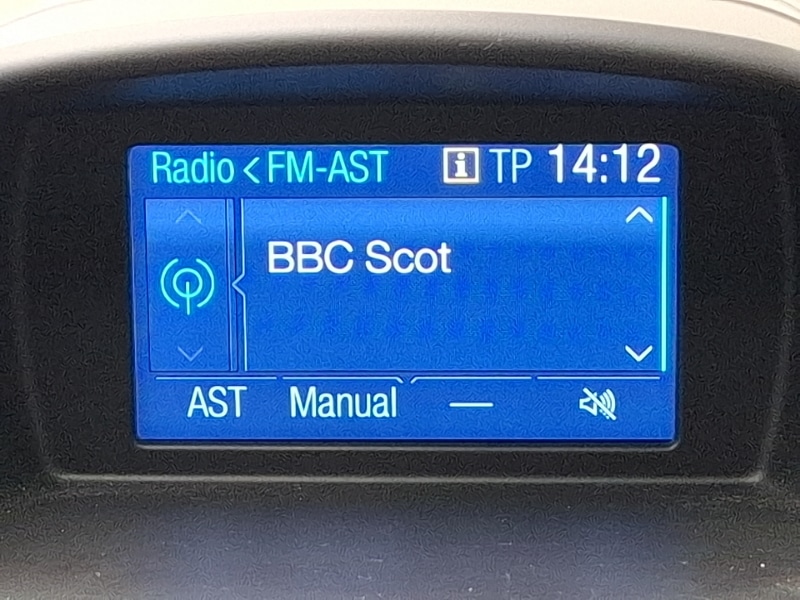 Radio < FM-AST i TP 14:12
BBC Scot
AST Manual —